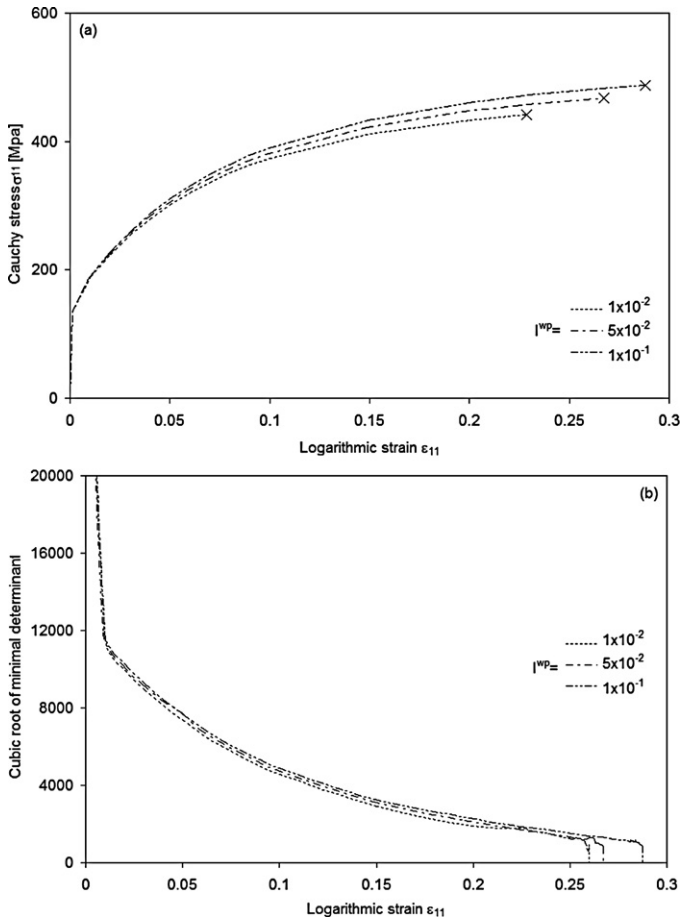 600
(a)
400
200
0
Cauchy stress σ11 [Mpa]
1x10-2
Iwp= 5x10-2
1x10-1
0 0.05 0.1 0.15 0.2 0.25 0.3
Logarithmic strain ε11
20000
(b)
16000
12000
8000
4000
0
Cubic root of minimal determinanl
1x10-2
Iwp= 5x10-2
1x10-1
0 0.05 0.1 0.15 0.2 0.25 0.3
Logarithmic strain ε11